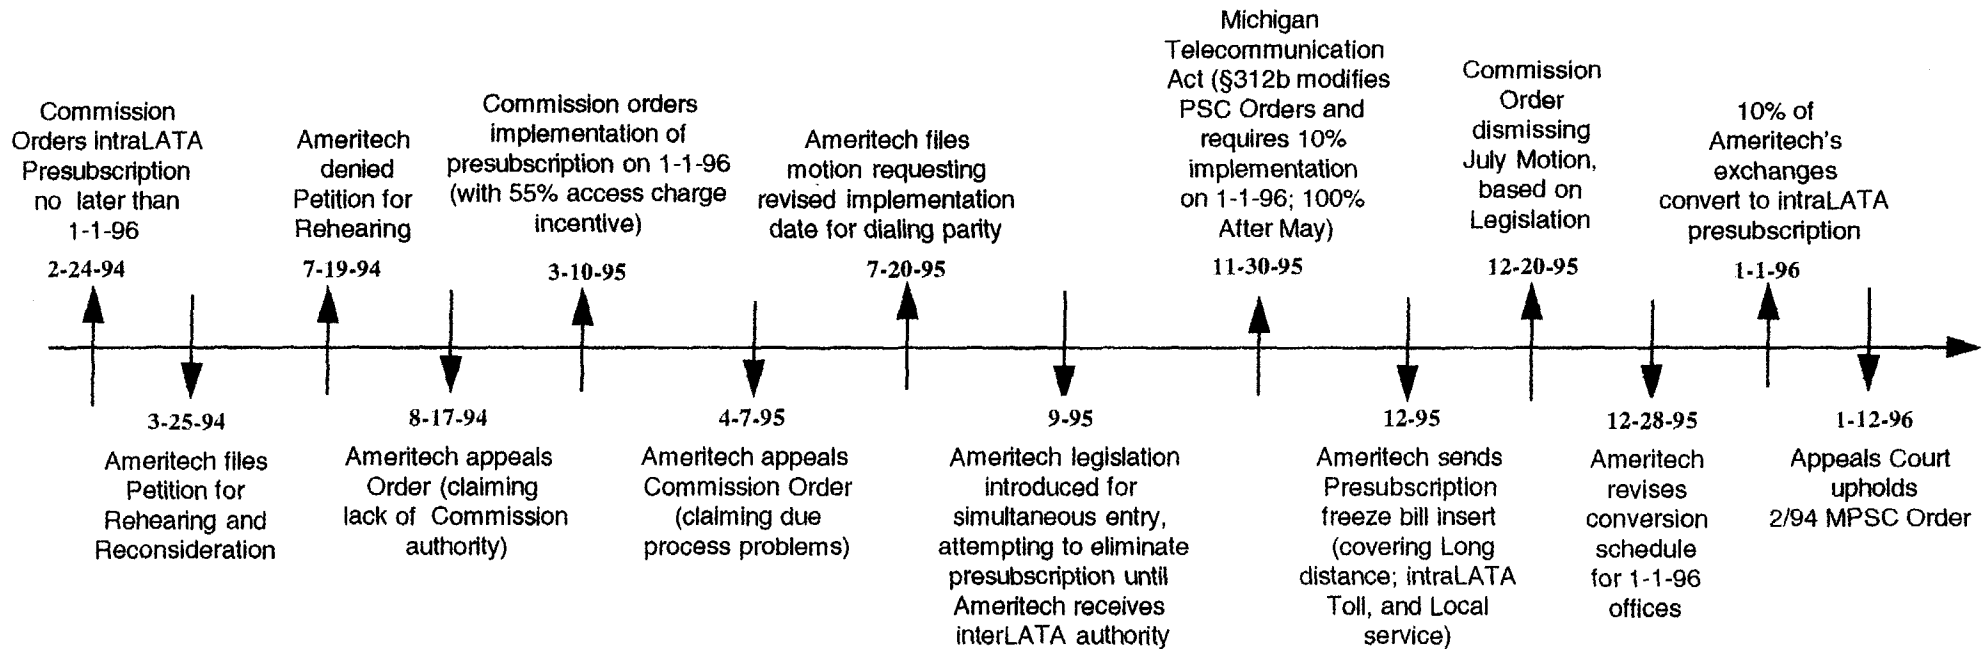 Commission
Orders intraLATA
Presubscription
no later than
1-1-96
2-24-94
3-25-94
Ameritech files
Petition for
Rehearing and
Reconsideration
Ameritech
denied
Petition for
Rehearing
7-19-94
8-17-94
Ameritech appeals
Order (claiming
lack of Commission
authority)
Commission orders
implementation of
presubscription on 1-1-96
(with 55% access charge
incentive)
3-10-95
4-7-95
Ameritech appeals
Commission Order
(claiming due
process problems)
Ameritech files
motion requesting
revised implementation
date for dialing parity
7-20-95
9-95
Ameritech legislation
introduced for
simultaneous entry,
attempting to eliminate
presubscription until
Ameritech receives
interLATA authority
Michigan
Telecommunication
Act (§312b modifies
PSC Orders and
requires 10%
implementation
on 1-1-96; 100%
After May)
11-30-95
12-95
Ameritech sends
Presubscription
freeze bill insert
(covering Long
distance; intraLATA
Toll, and Local
service)
Commission
Order
dismissing
July Motion,
based on
Legislation
12-20-95
12-28-95
Ameritech
revises
conversion
schedule
for 1-1-96
offices
10% of
Ameritech's
exchanges
convert to intraLATA
presubscription
1-1-96
1-12-96
Appeals Court
upholds
2/94 MPSC Order